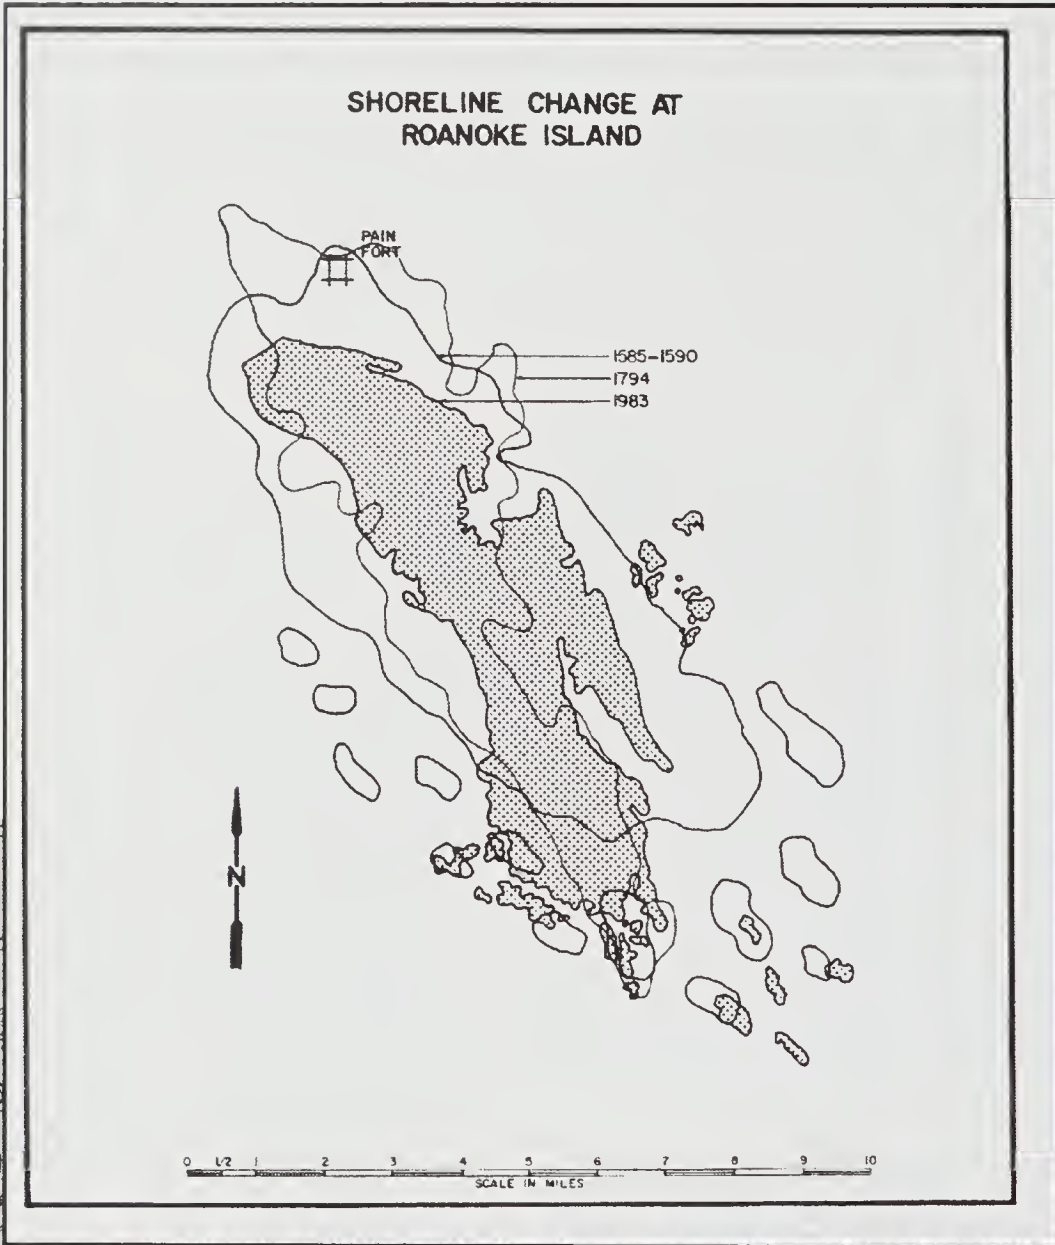 SHORELINE CHANGE AT
ROANOKE ISLAND
PAIN
FORT
1585-1590
1794
1983
N
0 1/2 1 2 3 4 5 6 7 8 9 10
SCALE IN MILES